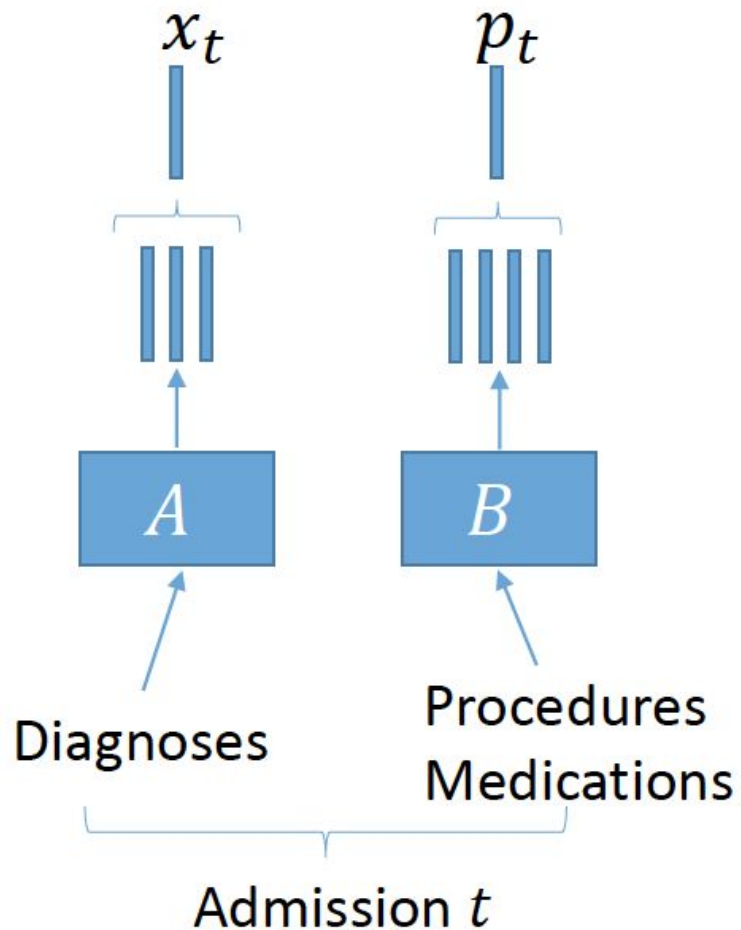 x_t
p_t
A
B
Diagnoses
Procedures
Medications
Admission t